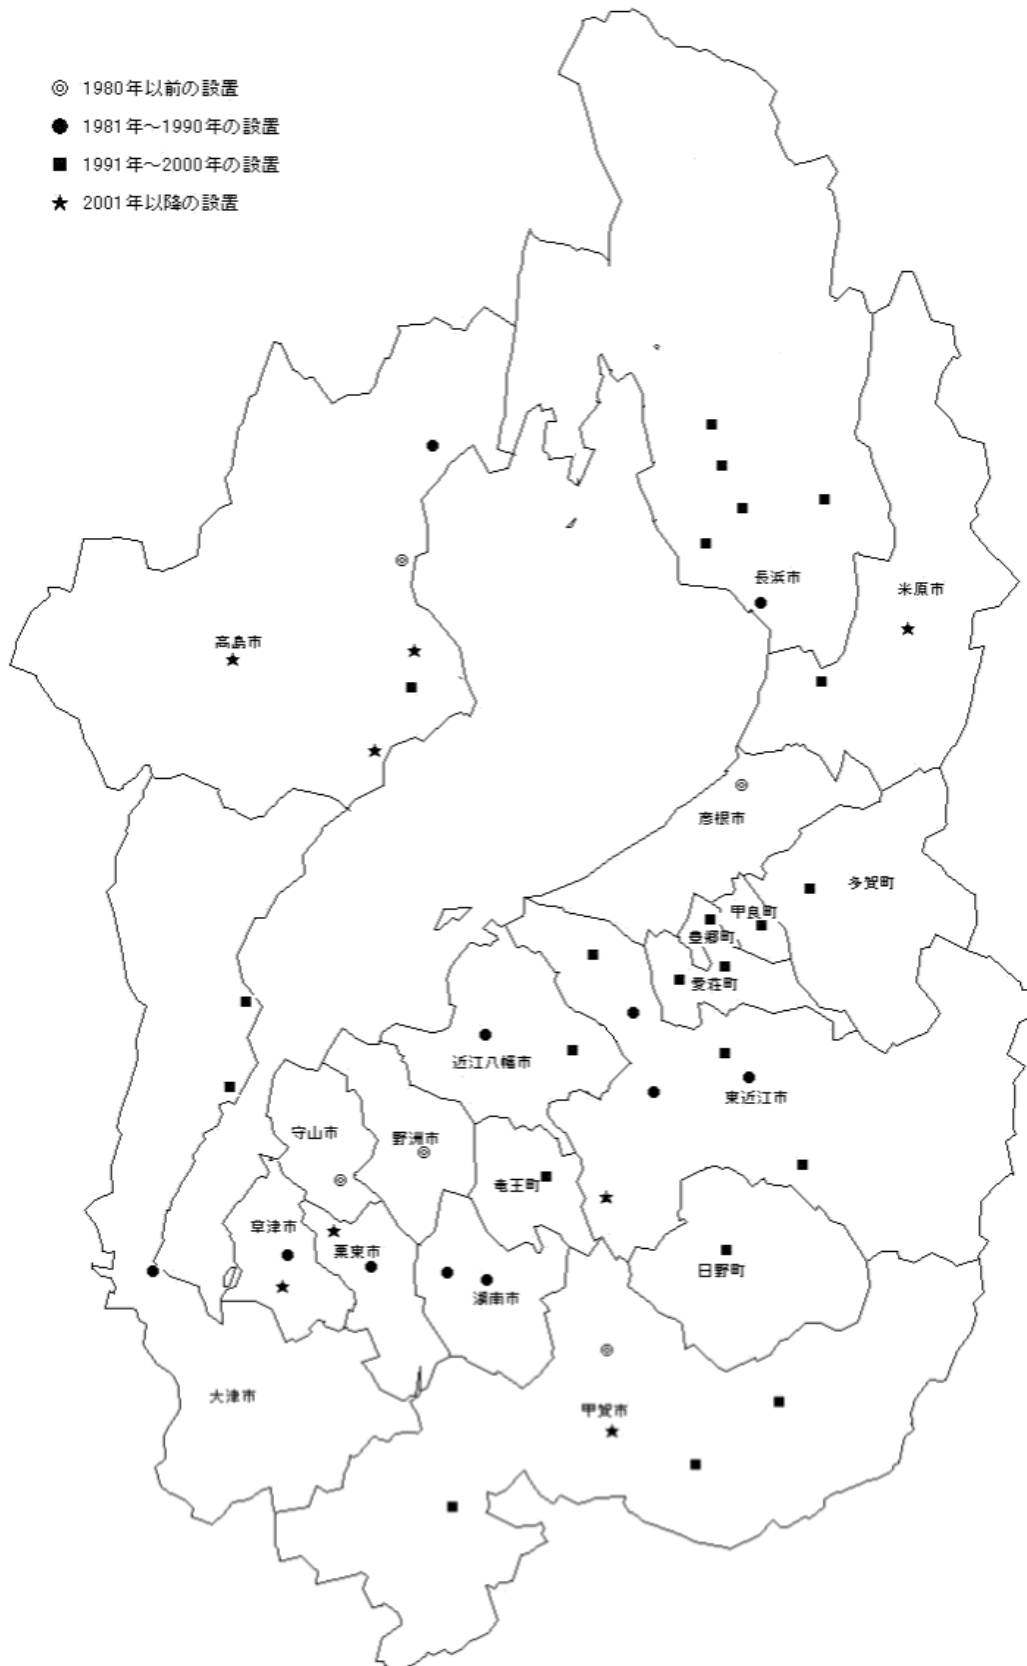 ◎ 1980年以前の設置
● 1981年～1990年の設置
■ 1991年～2000年の設置
★ 2001年以降の設置
長浜市
米原市
高島市
彦根市
多賀町
甲良町
豊郷町
愛荘町
近江八幡市
東近江市
守山市
野洲市
竜王町
草津市
栗東市
湖南市
日野町
大津市
甲賀市